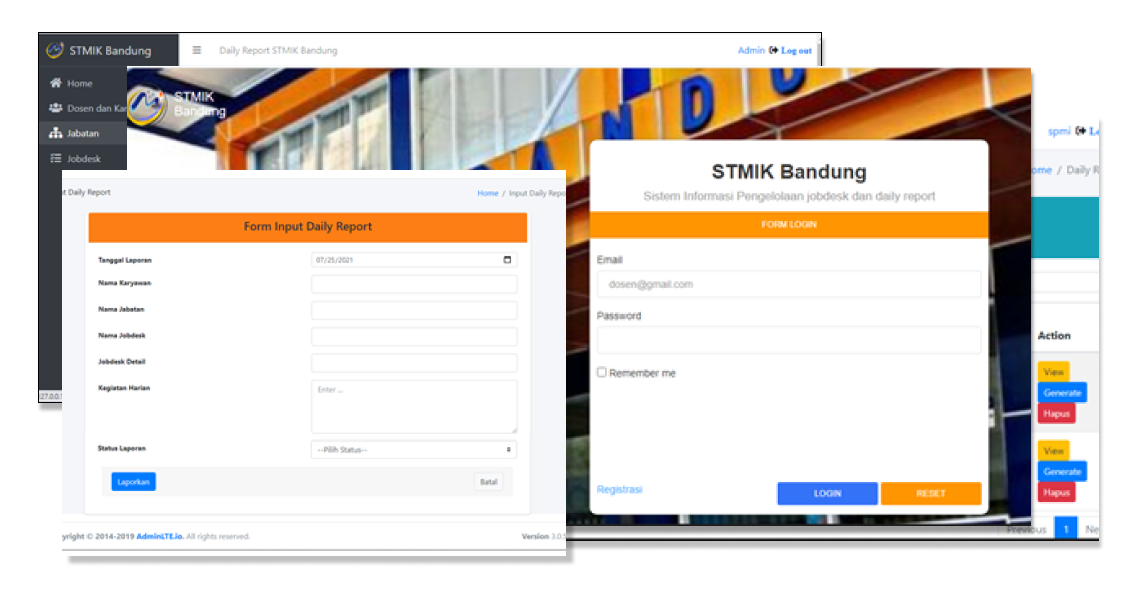 STMIK Bandung
Daily Report STMIK Bandung
Admin Log out
Home
Dosen dan Kar
Jabatan
Jobdesk
STMIK
Bandung
N D U
STMIK Bandung
Sistem Informasi Pengelolaan jobdesk dan daily report
FORM LOGIN
Email
dosen@gmail.com
Password
Remember me
Registrasi
LOGIN
RESET
Daily Report
Home / Input Daily Repo
Form Input Daily Report
Tanggal Laporan
07/25/2021
Nama Karyawan
Nama Jabatan
Nama Jobdesk
Jobdesk Detail
Kegiatan Harian
Enter ...
Status Laporan
--Pilih Status--
Laporkan
Batal
yright © 2014-2019 AdminLTE.io. All rights reserved.
Version 3.0.
spmi
ome / Daily R
Action
View
Generate
Hapus
View
Generate
Hapus
Previous 1 Ne